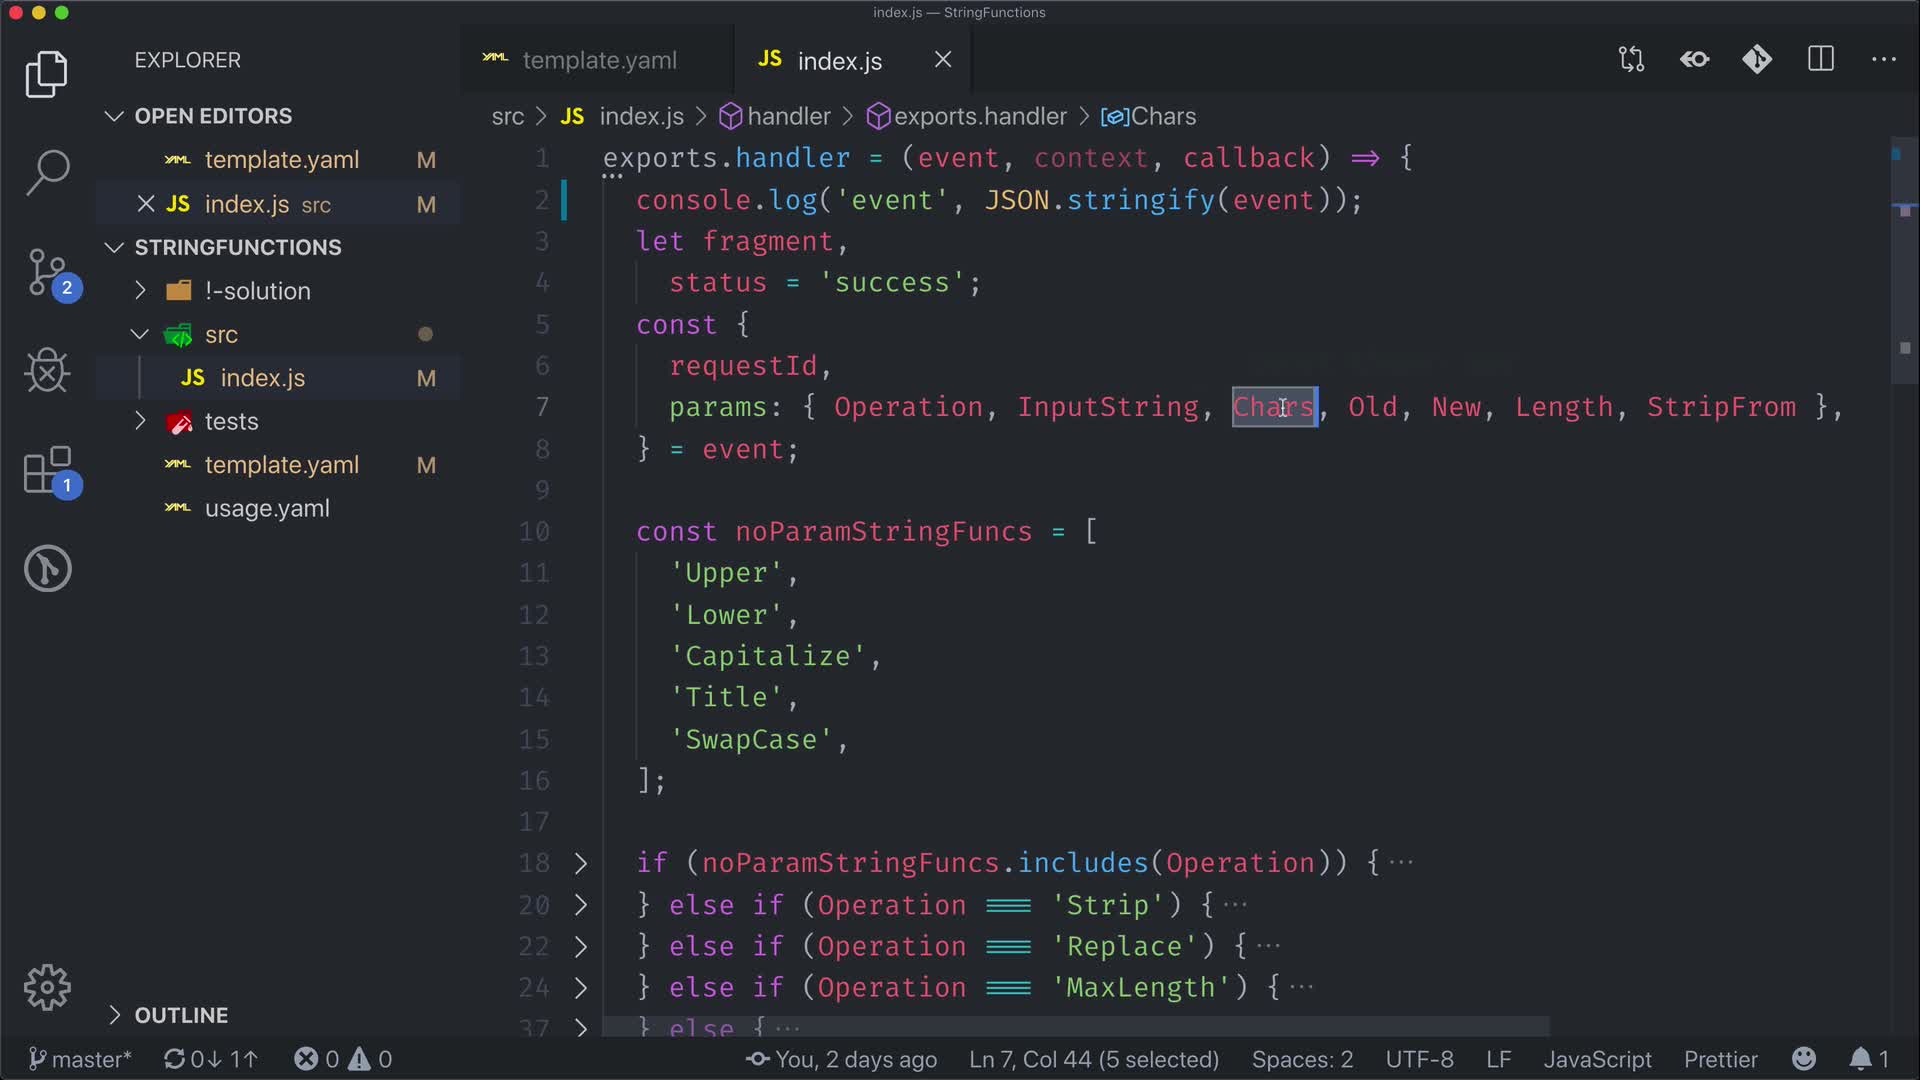 index.js — StringFunctions
EXPLORER
OPEN EDITORS
template.yaml M
JS index.js src M
STRINGFUNCTIONS
!-solution
src
JS index.js M
tests
template.yaml M
usage.yaml
OUTLINE
2
1
YAML template.yaml
JS index.js
src > JS index.js > handler > exports.handler > Chars
1 exports.handler = (event, context, callback) => {
2 console.log('event', JSON.stringify(event));
3 let fragment,
4 status = 'success';
5 const {
6 requestId,
7 params: { Operation, InputString, Chars, Old, New, Length, StripFrom },
8 } = event;
9
10 const noParamStringFuncs = [
11 'Upper',
12 'Lower',
13 'Capitalize',
14 'Title',
15 'SwapCase',
16 ];
17
18 if (noParamStringFuncs.includes(Operation)) { ···
20 } else if (Operation === 'Strip') { ···
22 } else if (Operation === 'Replace') { ···
24 } else if (Operation === 'MaxLength') { ···
37 } else { ···
master* 0↓ 1↑ 0 0 You, 2 days ago Ln 7, Col 44 (5 selected) Spaces: 2 UTF-8 LF JavaScript Prettier 1